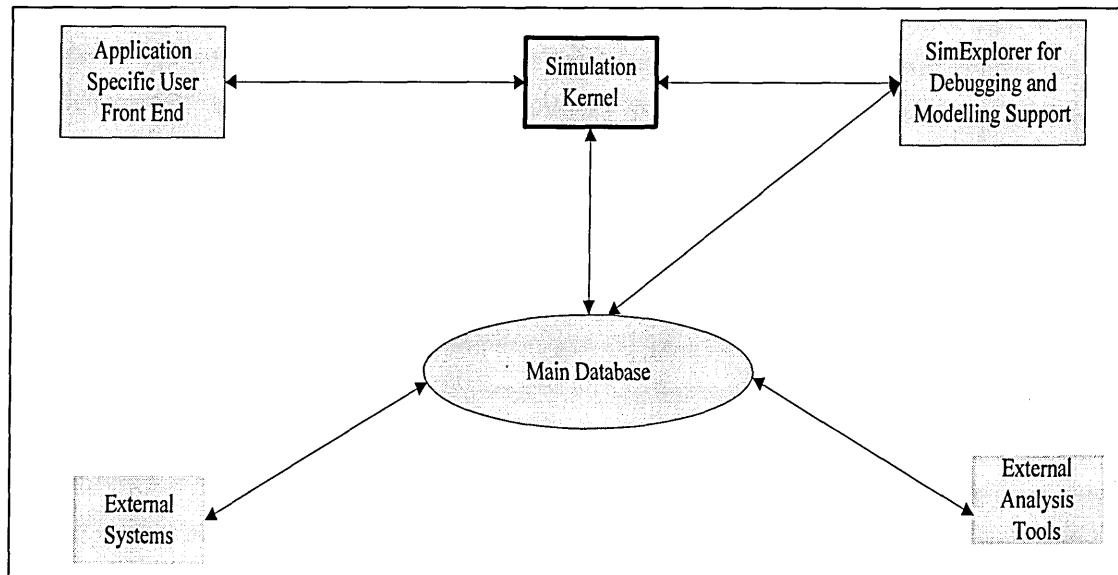 Application
Specific User
Front End
Simulation
Kernel
SimExplorer for
Debugging and
Modelling Support
Main Database
External
Systems
External
Analysis
Tools